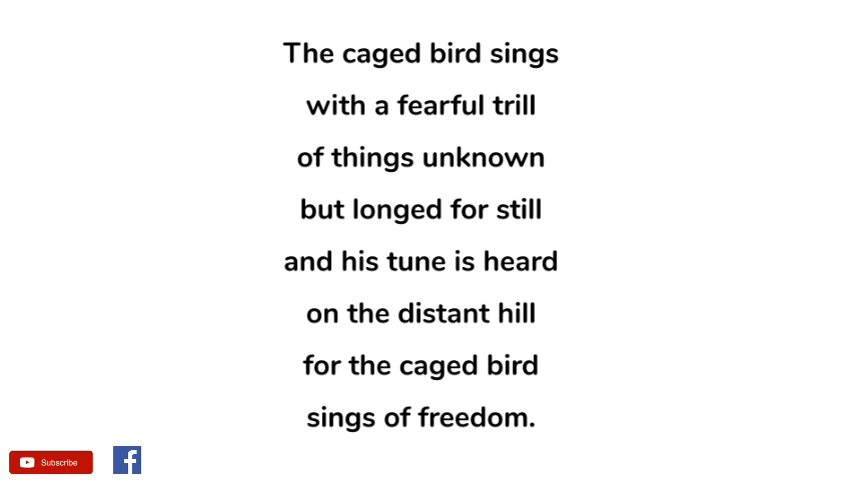 The caged bird sings
with a fearful trill
of things unknown
but longed for still
and his tune is heard
on the distant hill
for the caged bird
sings of freedom.
Subscribe